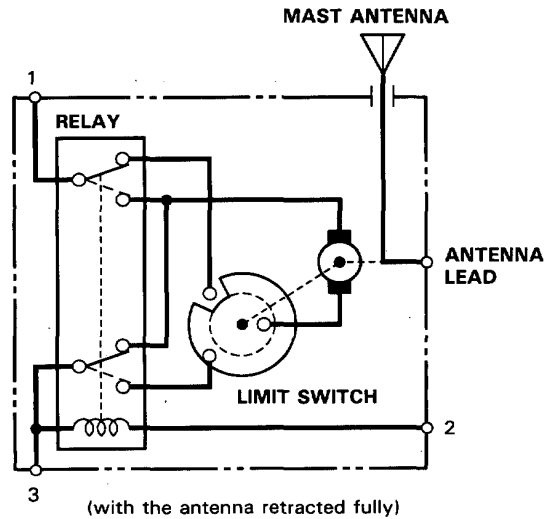 MAST ANTENNA
1
RELAY
ANTENNA
LEAD
LIMIT SWITCH
2
3
(with the antenna retracted fully)